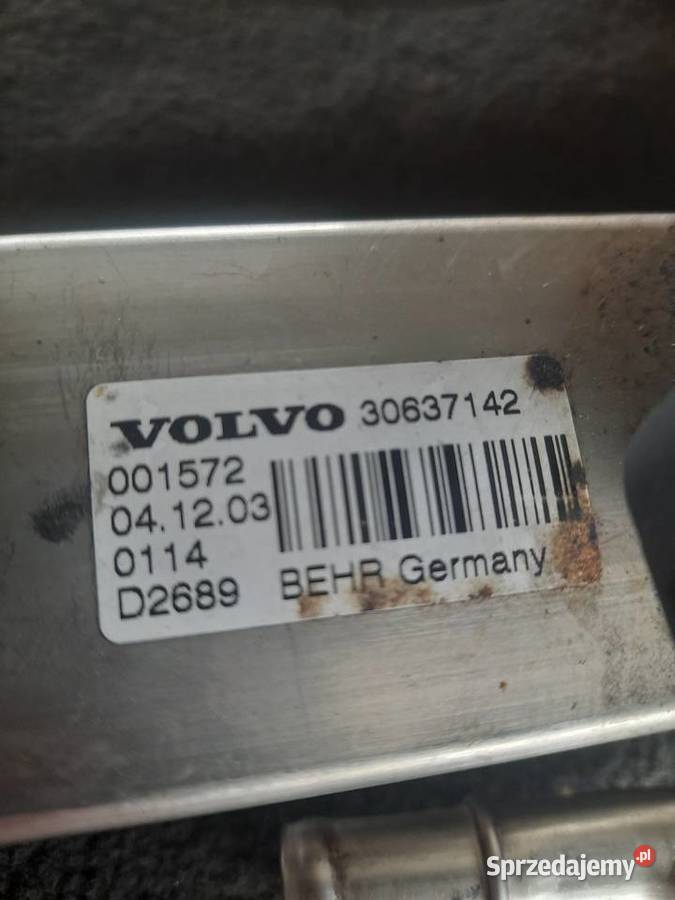 VOLVO 30637142
001572
04.12.03
0114
D2689 BEHR Germany
Sprzedajemy.pl